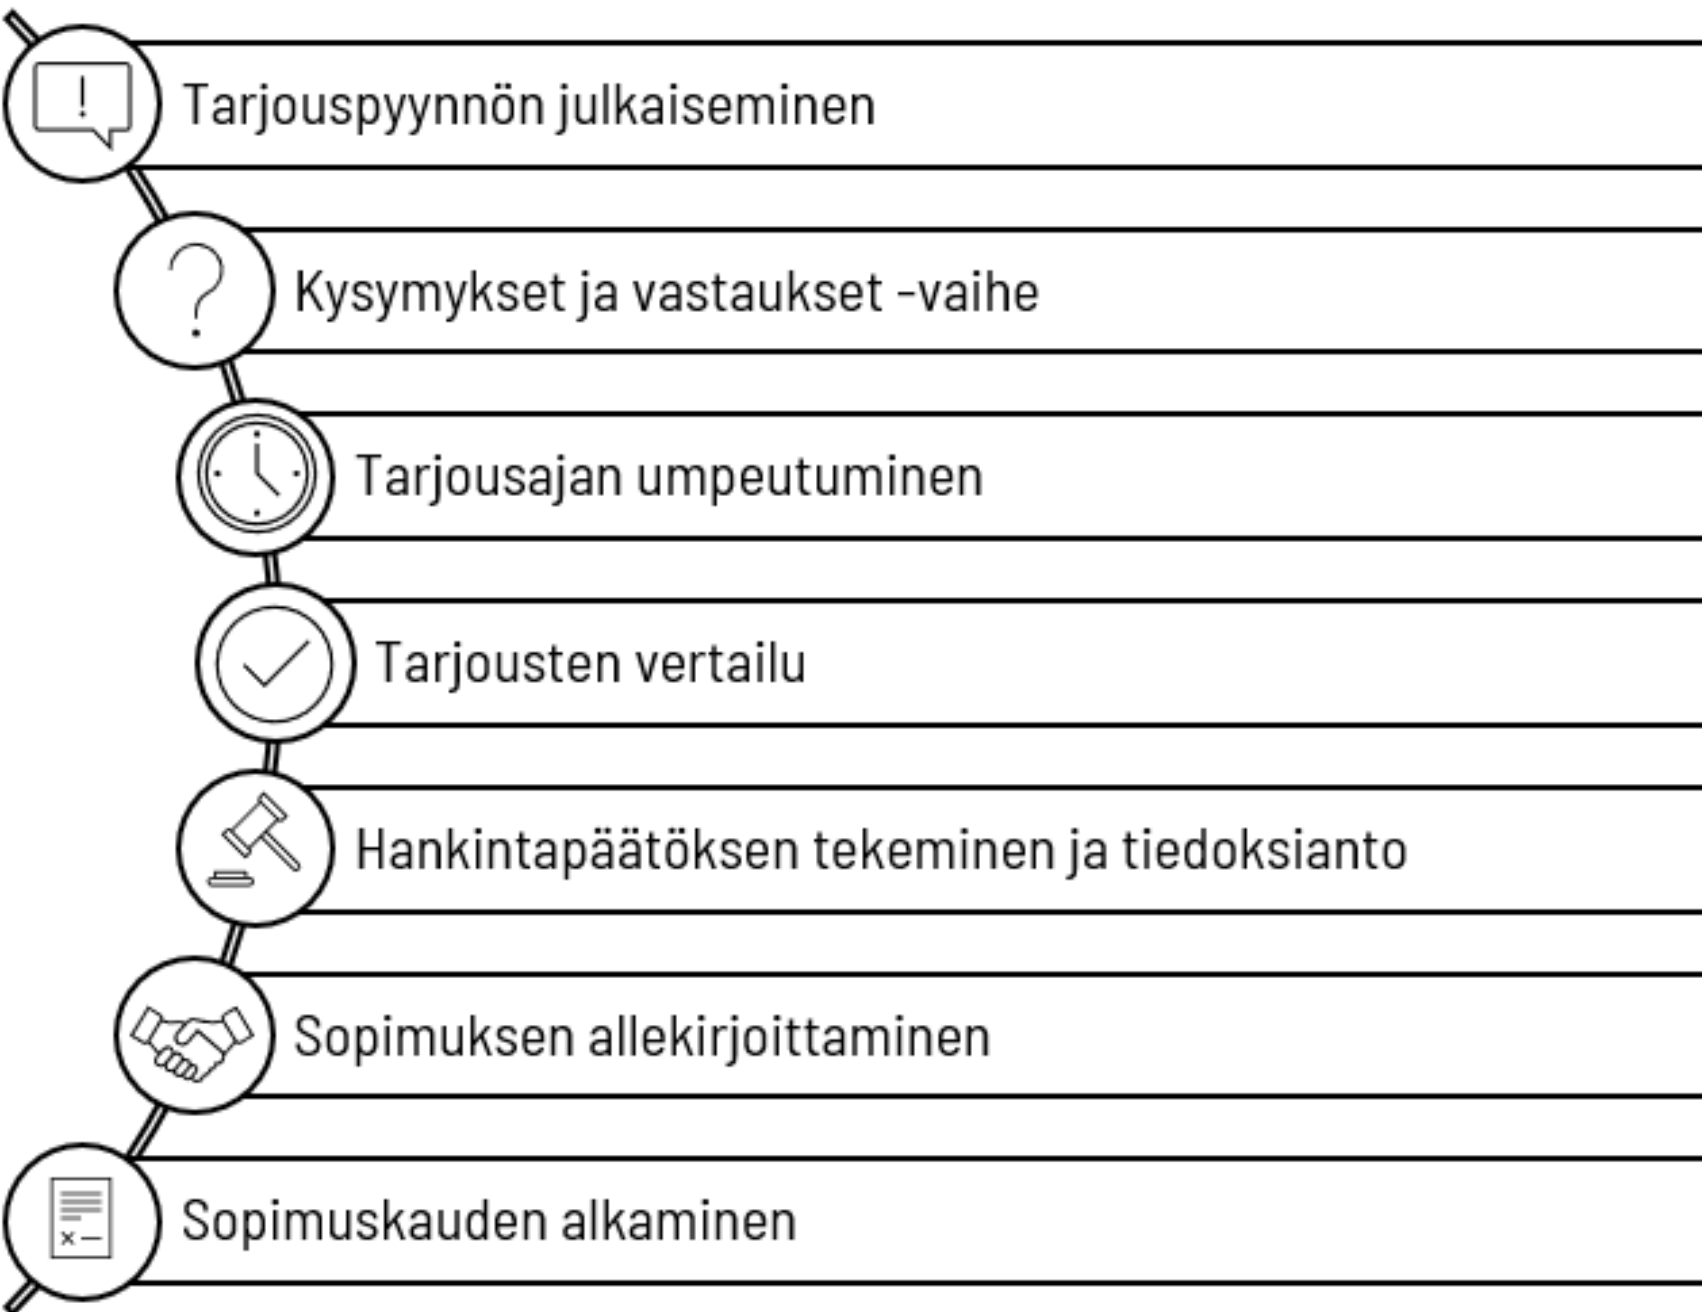 Tarjouspyynnön julkaiseminen
Kysymykset ja vastaukset -vaihe
Tarjousajan umpeutuminen
Tarjousten vertailu
Hankintapäätöksen tekeminen ja tiedoksianto
Sopimuksen allekirjoittaminen
Sopimuskauden alkaminen